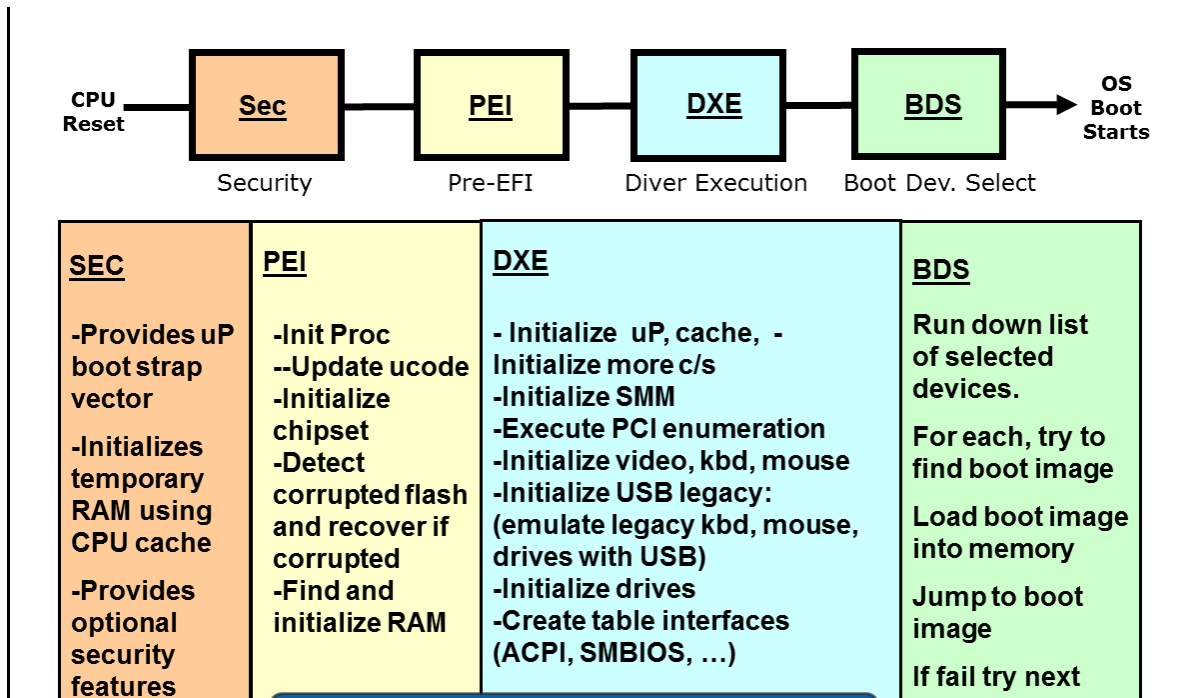 CPU
Reset
Sec
PEI
DXE
BDS
OS
Boot
Starts
Security
Pre-EFI
Diver Execution
Boot Dev. Select
SEC
-Provides uP
boot strap
vector
-Initializes
temporary
RAM using
CPU cache
-Provides
optional
security
features
PEI
-Init Proc
--Update ucode
-Initialize
chipset
-Detect
corrupted flash
and recover if
corrupted
-Find and
initialize RAM
DXE
- Initialize uP, cache, -
Initialize more c/s
-Initialize SMM
-Execute PCI enumeration
-Initialize video, kbd, mouse
-Initialize USB legacy:
(emulate legacy kbd, mouse,
drives with USB)
-Initialize drives
-Create table interfaces
(ACPI, SMBIOS, …)
BDS
Run down list
of selected
devices.
For each, try to
find boot image
Load boot image
into memory
Jump to boot
image
If fail try next